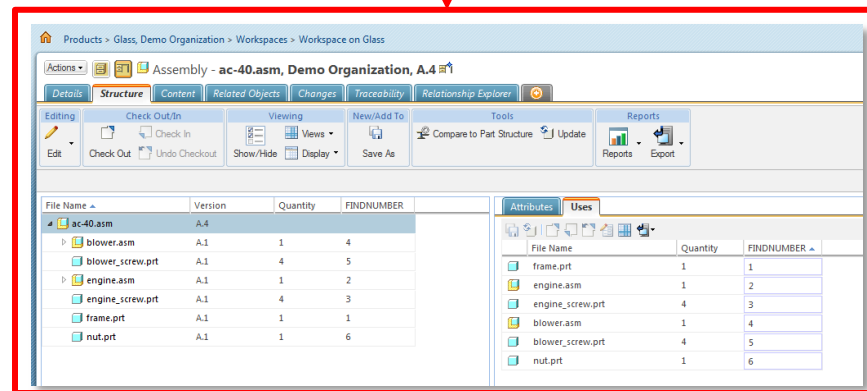 Products > Glass, Demo Organization > Workspaces > Workspace on Glass
Actions Assembly - ac-40.asm, Demo Organization, A.4
Details Structure Content Related Objects Changes Traceability Relationship Explorer
Editing Check Out/In Viewing New/Add To Tools Reports
Check In Views Compare to Part Structure Update
Edit Check Out Undo Checkout Show/Hide Display Save As Reports Export
File Name Version Quantity FINDNUMBER
ac-40.asm A.4
blower.asm A.1 1 4
blower_screw.prt A.1 4 5
engine.asm A.1 1 2
engine_screw.prt A.1 4 3
frame.prt A.1 1 1
nut.prt A.1 1 6
Attributes Uses
File Name Quantity FINDNUMBER
frame.prt 1 1
engine.asm 1 2
engine_screw.prt 4 3
blower.asm 1 4
blower_screw.prt 4 5
nut.prt 1 6